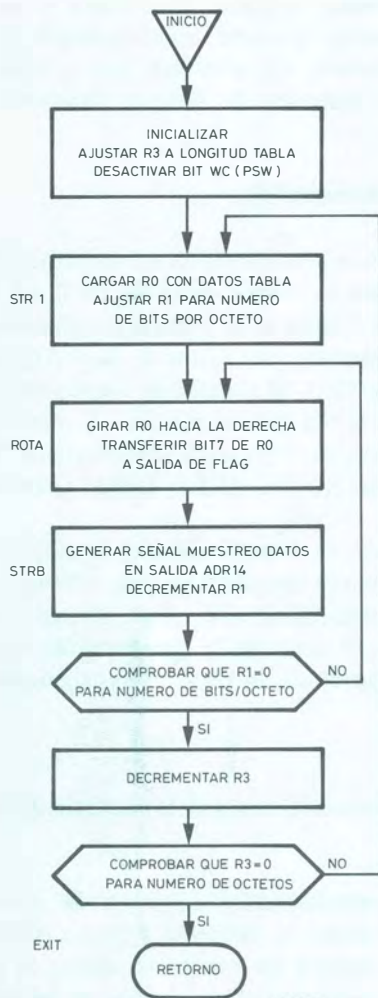 INICIO
INICIALIZAR
AJUSTAR R3 A LONGITUD TABLA
DESACTIVAR BIT WC (PSW)
STR 1
CARGAR R0 CON DATOS TABLA
AJUSTAR R1 PARA NUMERO
DE BITS POR OCTETO
ROTA
GIRAR R0 HACIA LA DERECHA
TRANSFERIR BIT7 DE R0
A SALIDA DE FLAG
STRB
GENERAR SEÑAL MUESTREO DATOS
EN SALIDA ADR14
DECREMENTAR R1
COMPROBAR QUE R1=0
PARA NUMERO DE BITS/OCTETO
NO
SI
DECREMENTAR R3
COMPROBAR QUE R3=0
PARA NUMERO DE OCTETOS
NO
SI
EXIT
RETORNO